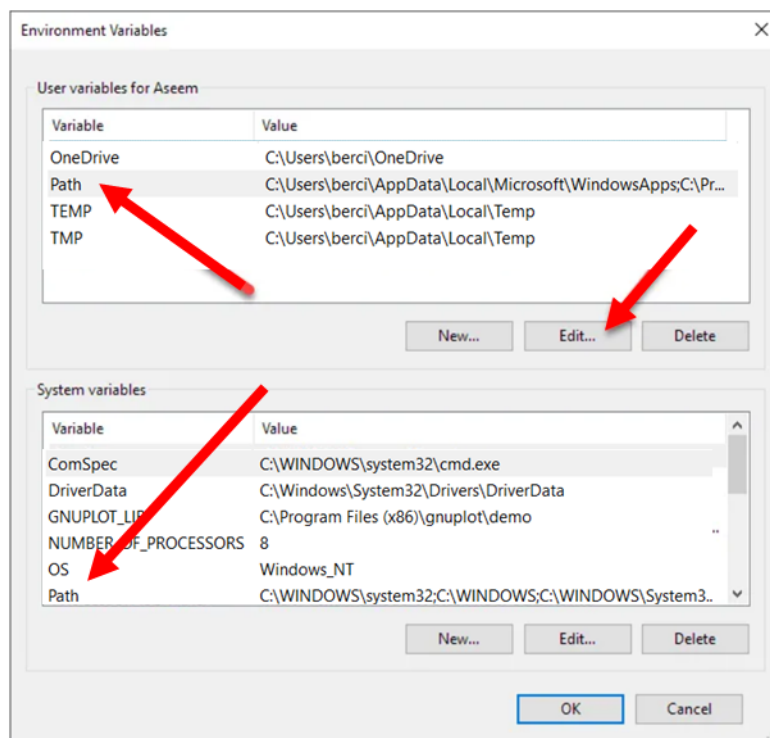 Environment Variables
User variables for Aseem
Variable Value
OneDrive C:\Users\berci\OneDrive
Path C:\Users\berci\AppData\Local\Microsoft\WindowsApps;C:\Pr...
TEMP C:\Users\berci\AppData\Local\Temp
TMP C:\Users\berci\AppData\Local\Temp
New... Edit... Delete
System variables
Variable Value
ComSpec C:\WINDOWS\system32\cmd.exe
DriverData C:\Windows\System32\Drivers\DriverData
C:\Program Files (x86)\gnuplot\demo
NUMBER_OF_PROCESSORS 8
OS Windows_NT
Path C:\WINDOWS\system32;C:\WINDOWS;C:\WINDOWS\System3..
New... Edit... Delete
OK Cancel